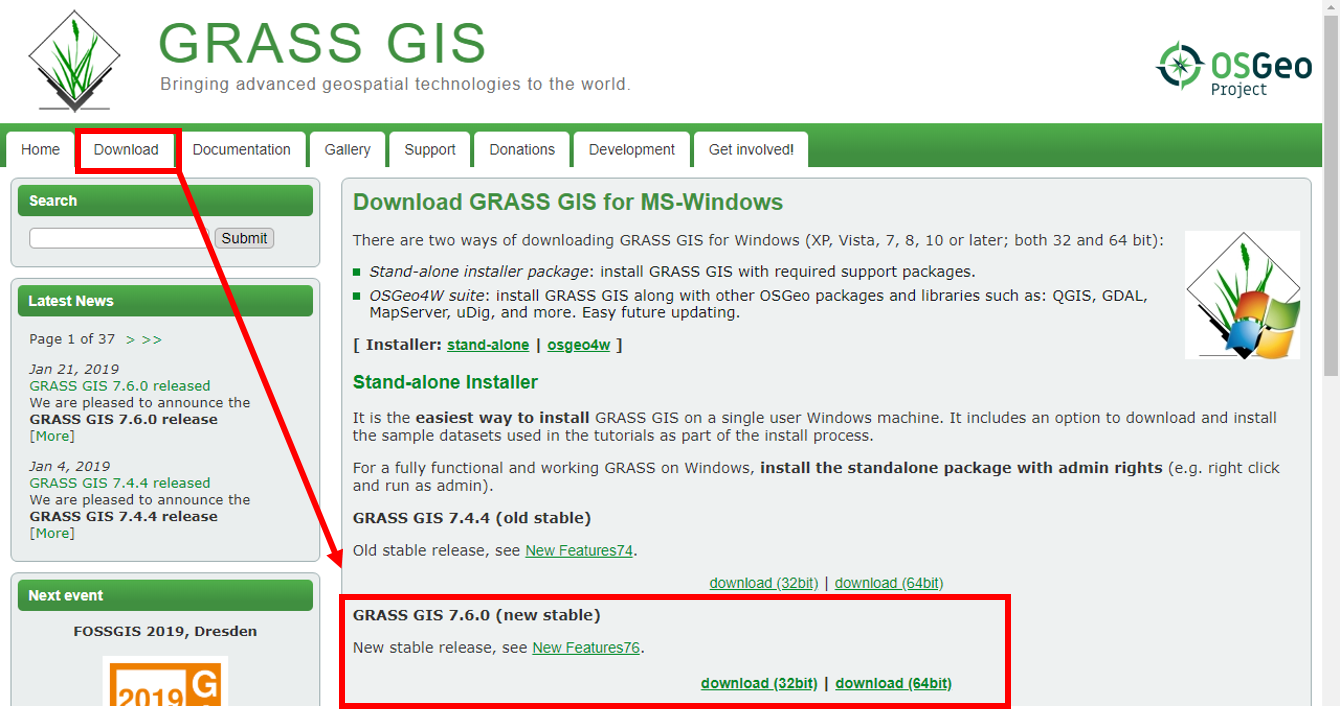 GRASS GIS
Bringing advanced geospatial technologies to the world.
OSGeo
Project
Home
Download
Documentation
Gallery
Support
Donations
Development
Get involved!
Search
Submit
Latest News
Page 1 of 37 > >>
Jan 21, 2019
GRASS GIS 7.6.0 released
We are pleased to announce the
GRASS GIS 7.6.0 release
[More]
Jan 4, 2019
GRASS GIS 7.4.4 released
We are pleased to announce the
GRASS GIS 7.4.4 release
[More]
Next event
FOSSGIS 2019, Dresden
2019
G
Download GRASS GIS for MS-Windows
There are two ways of downloading GRASS GIS for Windows (XP, Vista, 7, 8, 10 or later; both 32 and 64 bit):
Stand-alone installer package: install GRASS GIS with required support packages.
OSGeo4W suite: install GRASS GIS along with other OSGeo packages and libraries such as: QGIS, GDAL,
MapServer, uDig, and more. Easy future updating.
[ Installer: stand-alone | osgeo4w ]
Stand-alone Installer
It is the easiest way to install GRASS GIS on a single user Windows machine. It includes an option to download and install
the sample datasets used in the tutorials as part of the install process.
For a fully functional and working GRASS on Windows, install the standalone package with admin rights (e.g. right click
and run as admin).
GRASS GIS 7.4.4 (old stable)
Old stable release, see New Features74.
download (32bit) | download (64bit)
GRASS GIS 7.6.0 (new stable)
New stable release, see New Features76.
download (32bit) | download (64bit)